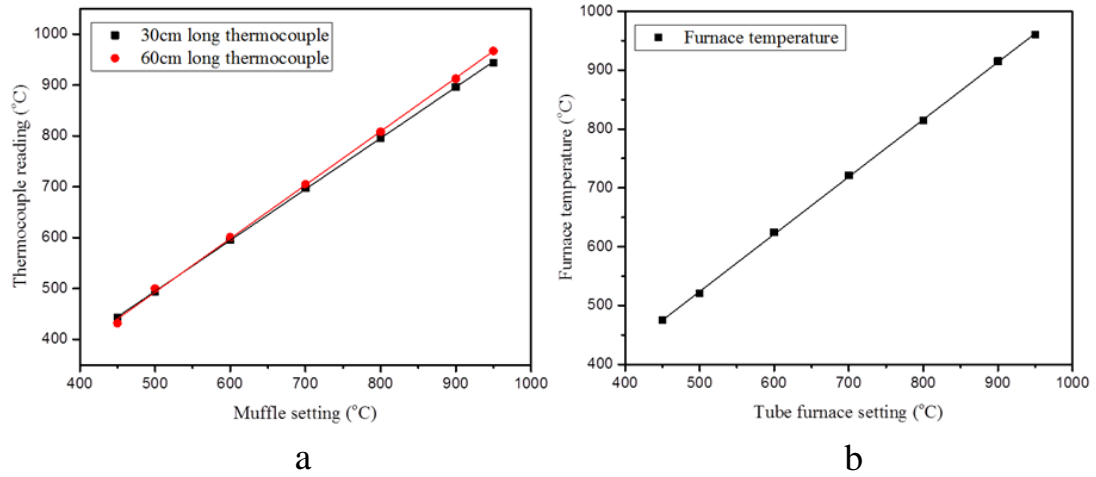 30cm long thermocouple
60cm long thermocouple
Thermocouple reading (°C)
1000
900
800
700
600
500
400
400 500 600 700 800 900 1000
Muffle setting (°C)
a
Furnace temperature
Furnace temperature (°C)
1000
900
800
700
600
500
400
400 500 600 700 800 900 1000
Tube furnace setting (°C)
b